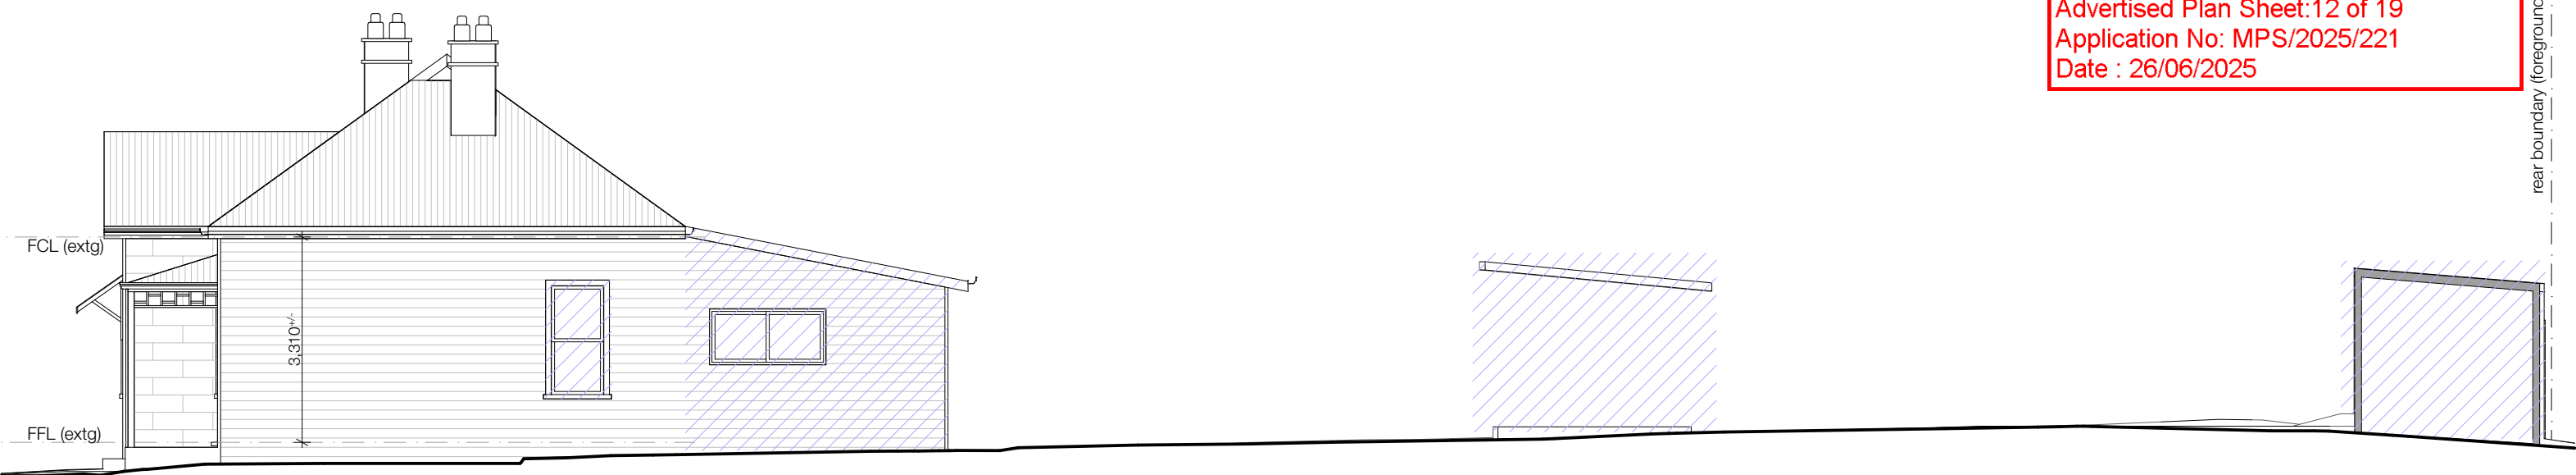 Advertised Plan Sheet:12 of 19
Application No: MPS/2025/221
Date : 26/06/2025
rear boundary (foreground
FCL (extg)
3,310+/-
FFL (extg)